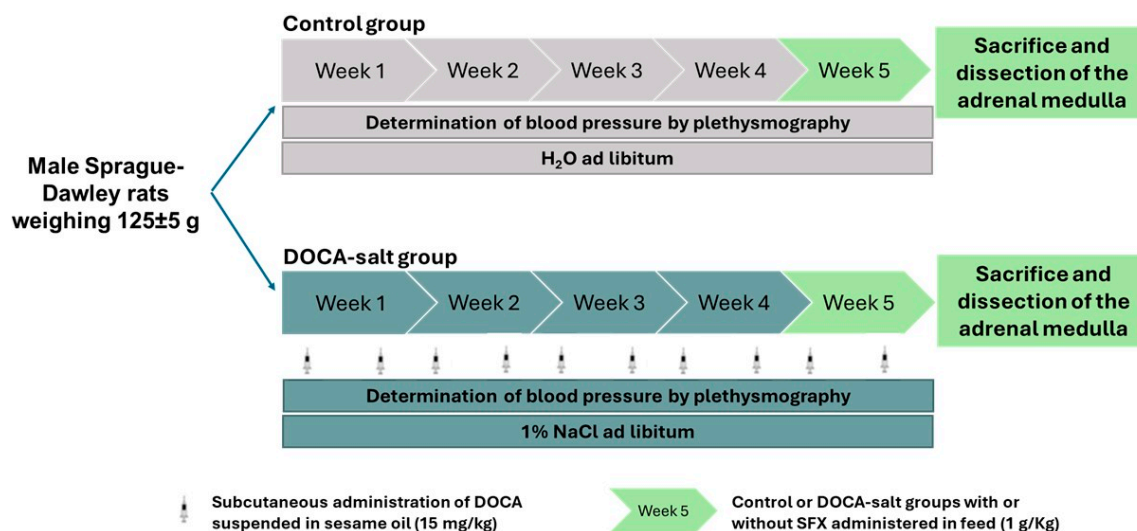 Control group
Week 1
Week 2
Week 3
Week 4
Week 5
Sacrifice and
dissection of the
adrenal medulla
Determination of blood pressure by plethysmography
H₂O ad libitum
Male Sprague-
Dawley rats
weighing 125±5 g
DOCA-salt group
Week 1
Week 2
Week 3
Week 4
Week 5
Sacrifice and
dissection of the
adrenal medulla
Determination of blood pressure by plethysmography
1% NaCl ad libitum
Subcutaneous administration of DOCA
suspended in sesame oil (15 mg/kg)
Week 5
Control or DOCA-salt groups with or
without SFX administered in feed (1 g/Kg)